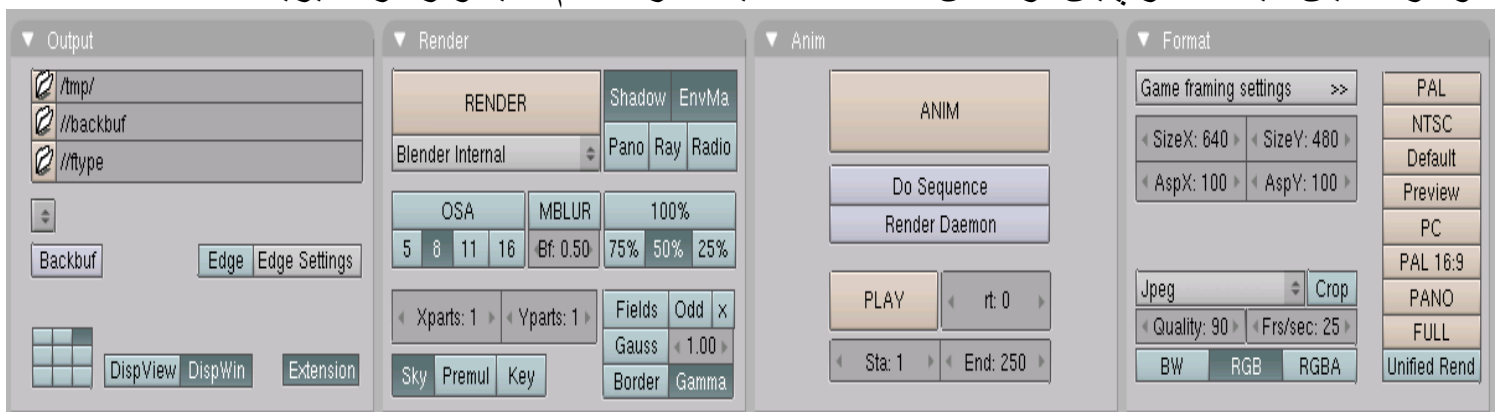 Output
/tmp/
//backbuf
//ftype
Backbuf
Edge
Edge Settings
DispView
DispWin
Extension
Render
RENDER
Blender Internal
Shadow
EnvMa
Pano
Ray
Radio
OSA
MBLUR
100%
5
8
11
16
Bf: 0.50
75%
50%
25%
Xparts: 1
Yparts: 1
Fields
Odd
x
Gauss
1.00
Sky
Premul
Key
Border
Gamma
Anim
ANIM
Do Sequence
Render Daemon
PLAY
rt: 0
Sta: 1
End: 250
Format
Game framing settings >>
SizeX: 640
SizeY: 480
AspX: 100
AspY: 100
Jpeg
Crop
Quality: 90
Frs/sec: 25
BW
RGB
RGBA
PAL
NTSC
Default
Preview
PC
PAL 16:9
PANO
FULL
Unified Rend